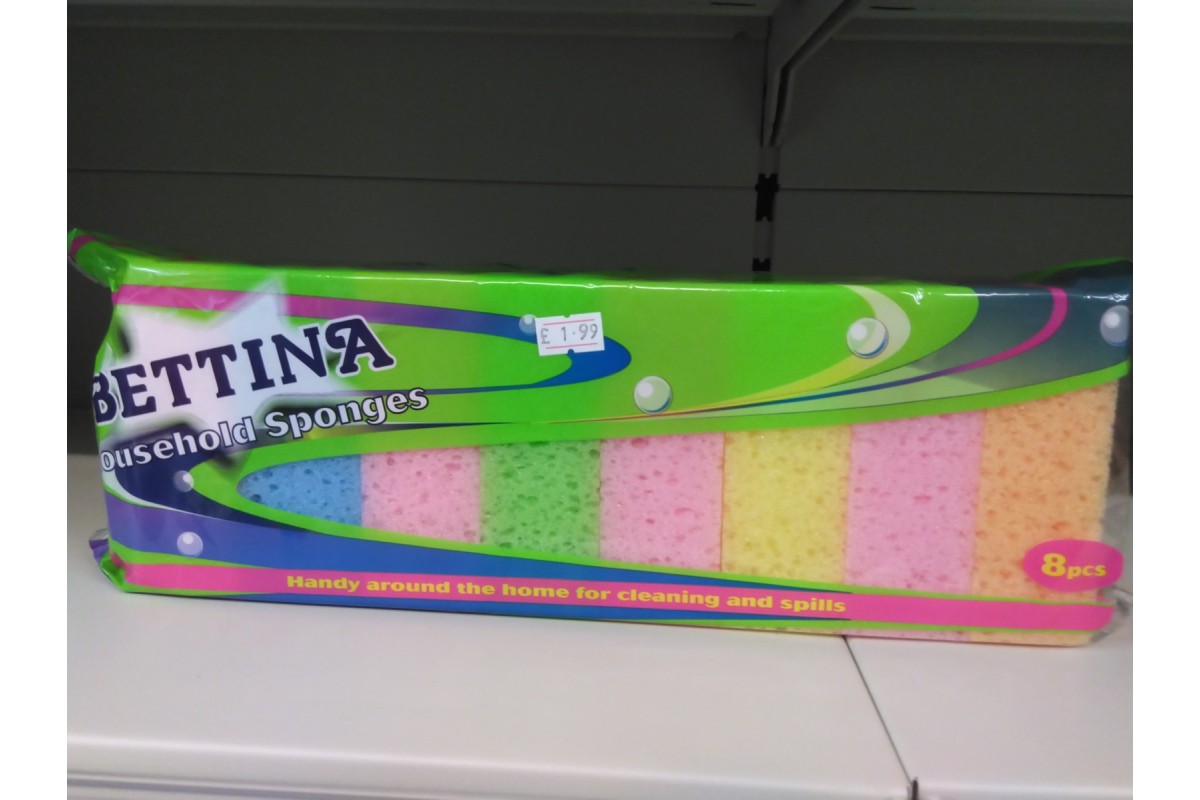 BETTINA
ousehold Sponges
£ 1.99
8pcs
Handy around the home for cleaning and spills